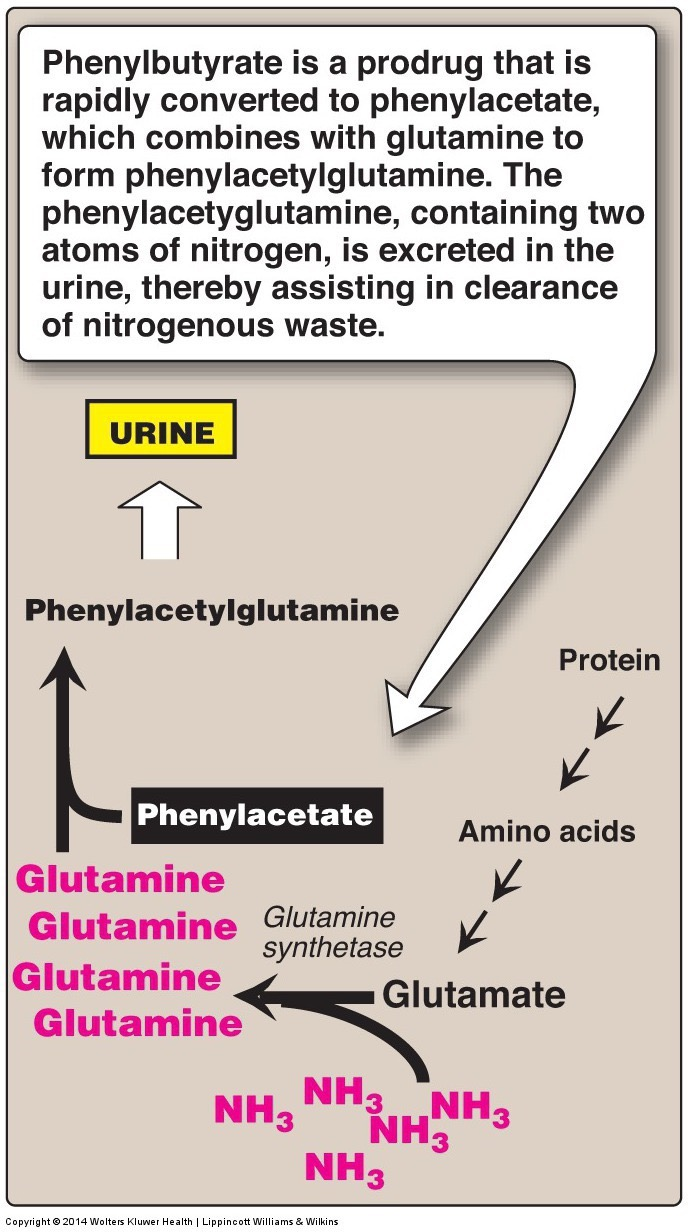 Phenylbutyrate is a prodrug that is
rapidly converted to phenylacetate,
which combines with glutamine to
form phenylacetylglutamine. The
phenylacetyglutamine, containing two
atoms of nitrogen, is excreted in the
urine, thereby assisting in clearance
of nitrogenous waste.
URINE
Phenylacetylglutamine
Protein
Phenylacetate
Amino acids
Glutamine
Glutamine
Glutamine
Glutamine
Glutamine
synthetase
Glutamate
NH3
NH3
NH3
NH3
NH3
Copyright © 2014 Wolters Kluwer Health | Lippincott Williams & Wilkins